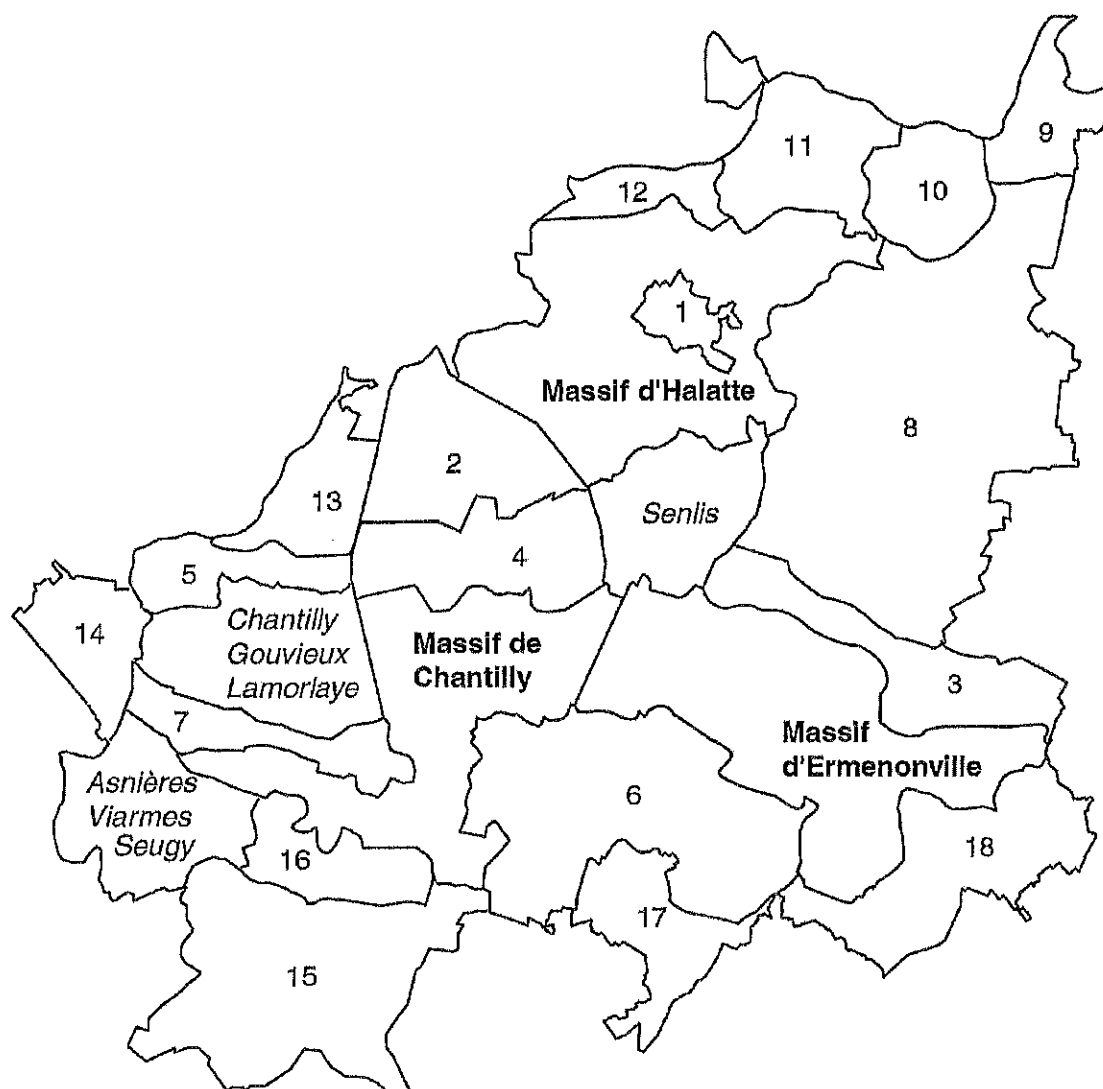 9
11
10
12
1
Massif d'Halatte
8
2
13
Senlis
4
5
Chantilly
Gouvieux
Lamorlaye
14
Massif de
Chantilly
3
7
Massif
d'Ermenonville
Asnières
Viarmes
Seugy
6
16
18
17
15